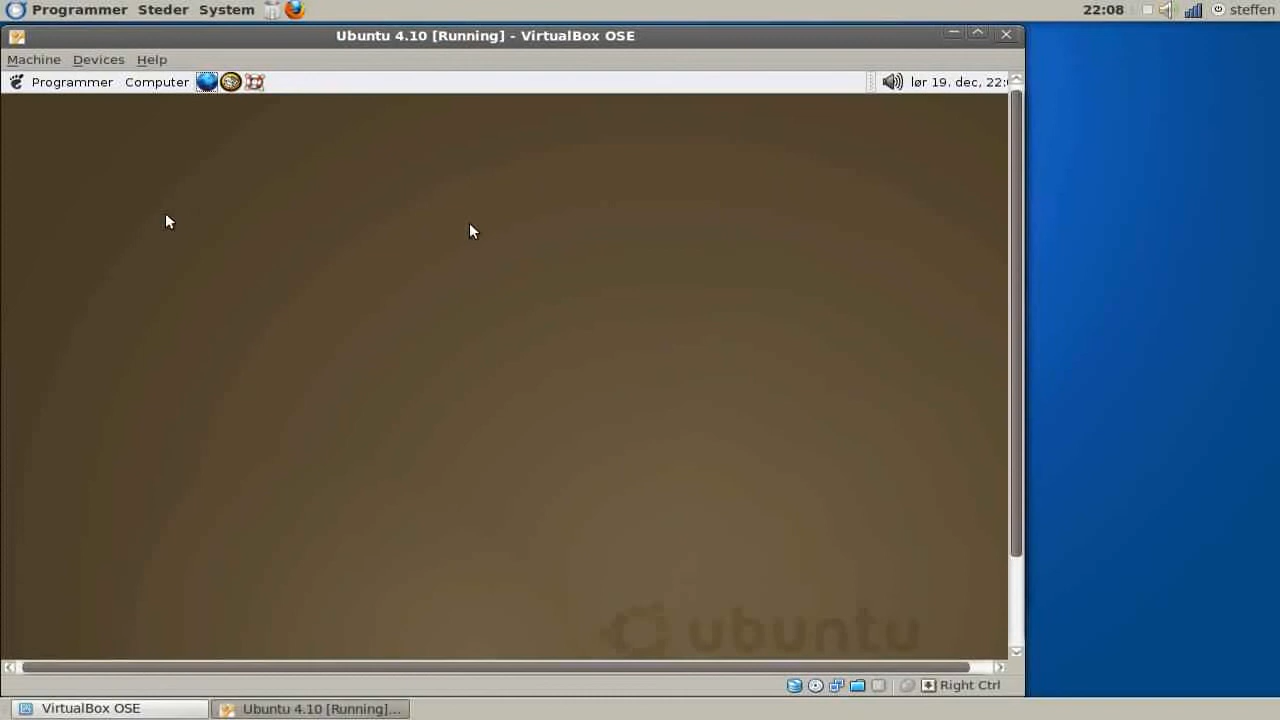 Programmer Steder System 22:08 steffen
Ubuntu 4.10 [Running] - VirtualBox OSE
Machine Devices Help
Programmer Computer lør 19. dec, 22:
ubuntu
Right Ctrl
VirtualBox OSE Ubuntu 4.10 [Running]...